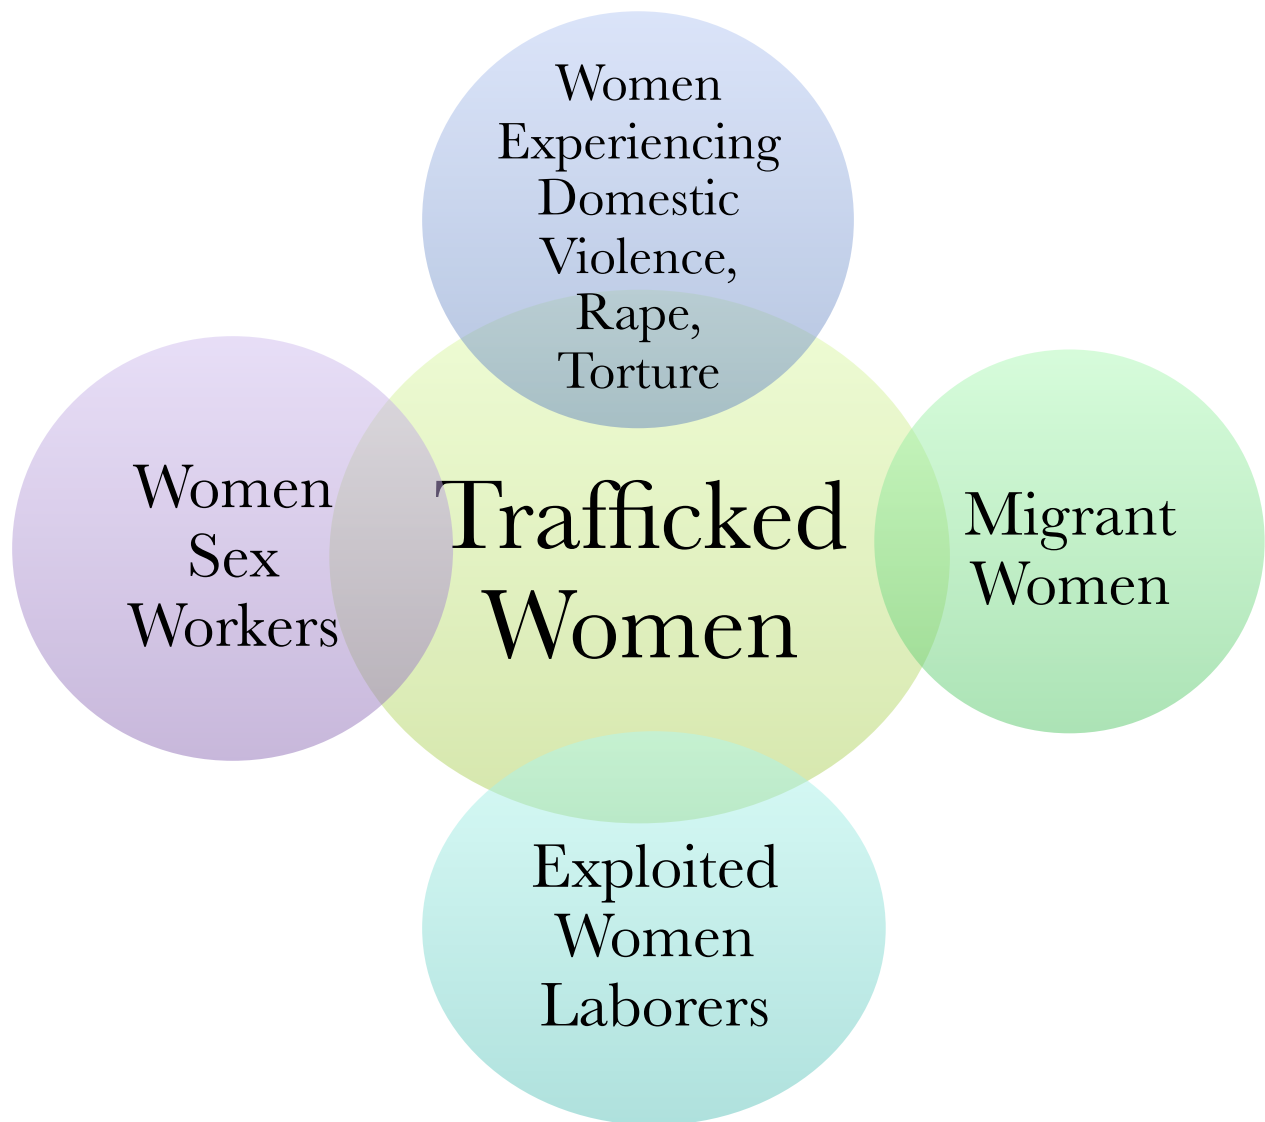 Women
Experiencing
Domestic
Violence,
Rape,
Torture
Women
Sex
Workers
Trafficked
Women
Migrant
Women
Exploited
Women
Laborers